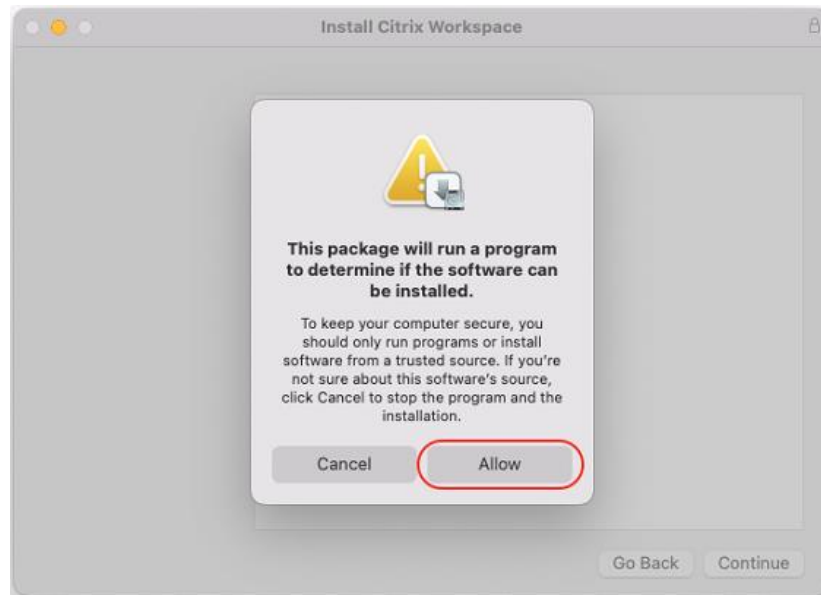 Install Citrix Workspace
This package will run a program
to determine if the software can
be installed.
To keep your computer secure, you
should only run programs or install
software from a trusted source. If you're
not sure about this software's source,
click Cancel to stop the program and the
installation.
Cancel Allow
Go Back Continue